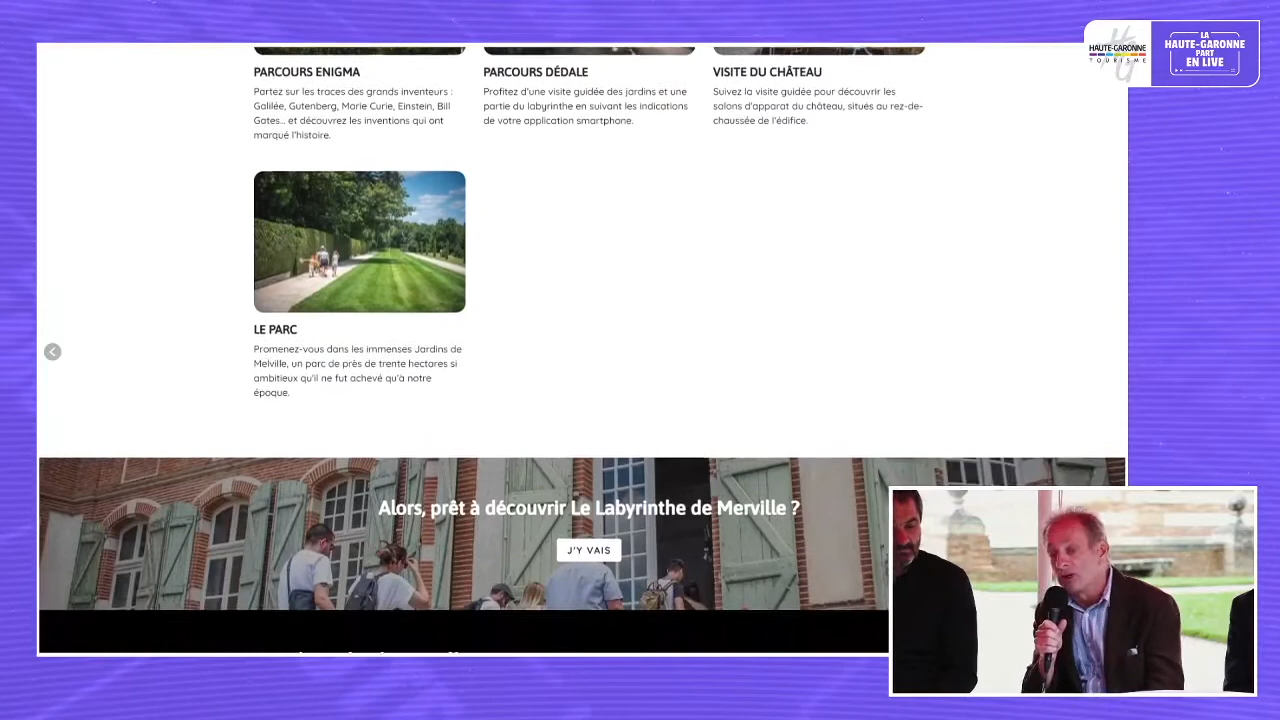 HAUTE-GARONNE
TOURISME
LA
HAUTE-GARONNE
PART
EN LIVE
PARCOURS ENIGMA
Partez sur les traces des grands inventeurs :
Galilée, Gutenberg, Marie Curie, Einstein, Bill
Gates... et découvrez les inventions qui ont
marqué l'histoire.
PARCOURS DÉDALE
Profitez d'une visite guidée des jardins et une
partie du labyrinthe en suivant les indications
de votre application smartphone.
VISITE DU CHÂTEAU
Suivez la visite guidée pour découvrir les
salons d'apparat du château, situés au rez-de-
chaussée de l'édifice.
LE PARC
Promenez-vous dans les immenses Jardins de
Melville, un parc de près de trente hectares si
ambitieux qu'il ne fut achevé qu'à notre
époque.
Alors, prêt à découvrir Le Labyrinthe de Merville ?
J'Y VAIS